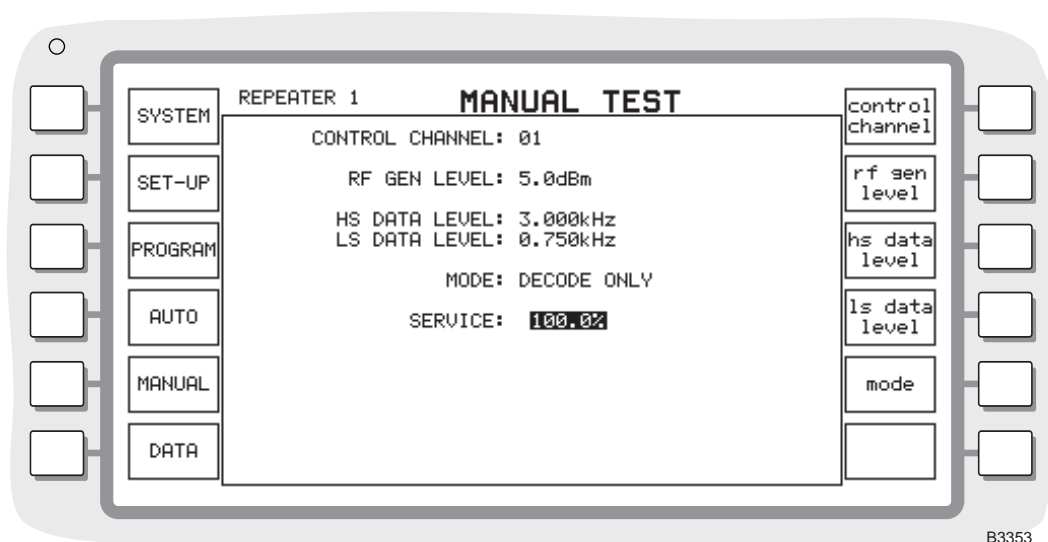 REPEATER 1 MANUAL TEST
SYSTEM
SET-UP
PROGRAM
AUTO
MANUAL
DATA
CONTROL CHANNEL: 01
RF GEN LEVEL: 5.0dBm
HS DATA LEVEL: 3.000kHz
LS DATA LEVEL: 0.750kHz
MODE: DECODE ONLY
SERVICE: 100.0%
control
channel
rf gen
level
hs data
level
ls data
level
mode
B3353